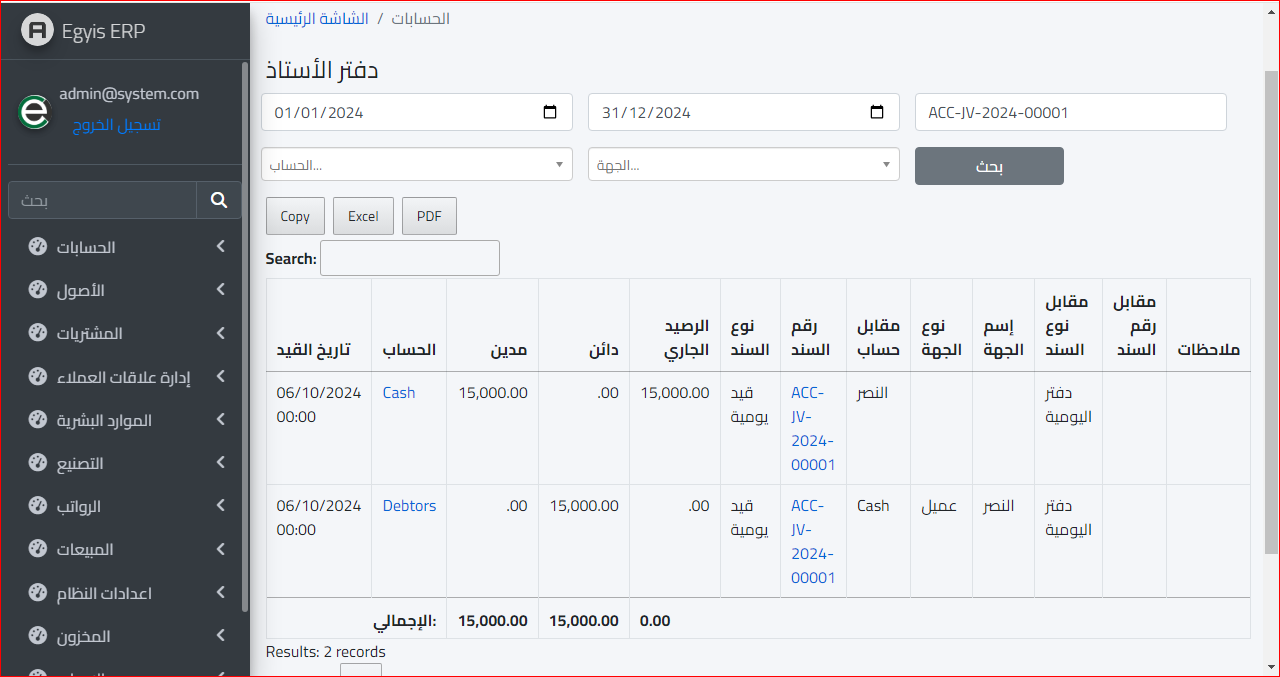 Egyis ERP
admin@system.com
تسجيل الخروج
بحث
الحسابات
الأصول
المشتريات
إدارة علاقات العملاء
الموارد البشرية
التصنيع
الرواتب
المبيعات
اعدادات النظام
المخزون
الشاشة الرئيسية / الحسابات
دفتر الأستاذ
01/01/2024
31/12/2024
ACC-JV-2024-00001
الحساب...
الجهة...
بحث
Copy
Excel
PDF
Search:
تاريخ القيد
الحساب
مدين
دائن
الرصيد
الجاري
نوع
السند
رقم
السند
مقابل
حساب
نوع
الجهة
إسم
الجهة
مقابل
نوع
السند
مقابل
رقم
السند
ملاحظات
06/10/2024
00:00
Cash
15,000.00
.00
15,000.00
قيد
يومية
ACC-
JV-
2024-
00001
النصر
دفتر
اليومية
06/10/2024
00:00
Debtors
.00
15,000.00
.00
قيد
يومية
ACC-
JV-
2024-
00001
Cash
عميل
النصر
دفتر
اليومية
الإجمالي:
15,000.00
15,000.00
0.00
Results: 2 records